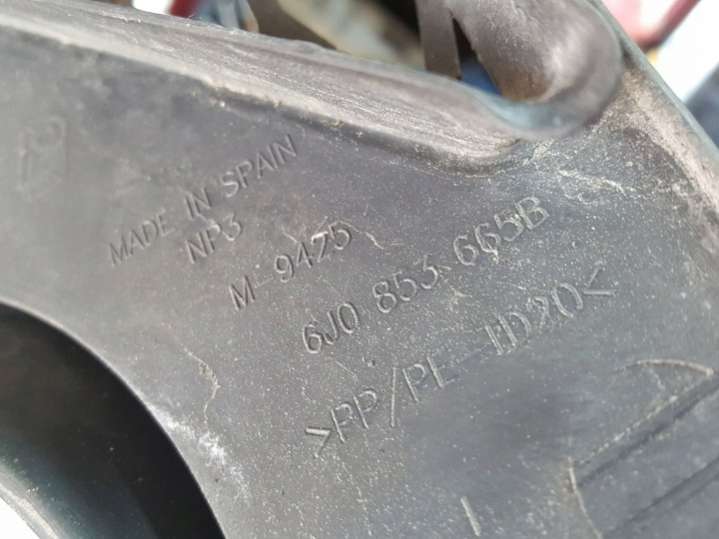 MADE IN SPAIN
NP3
M-9425
6J0 853 665B
>PP/PE TD20<